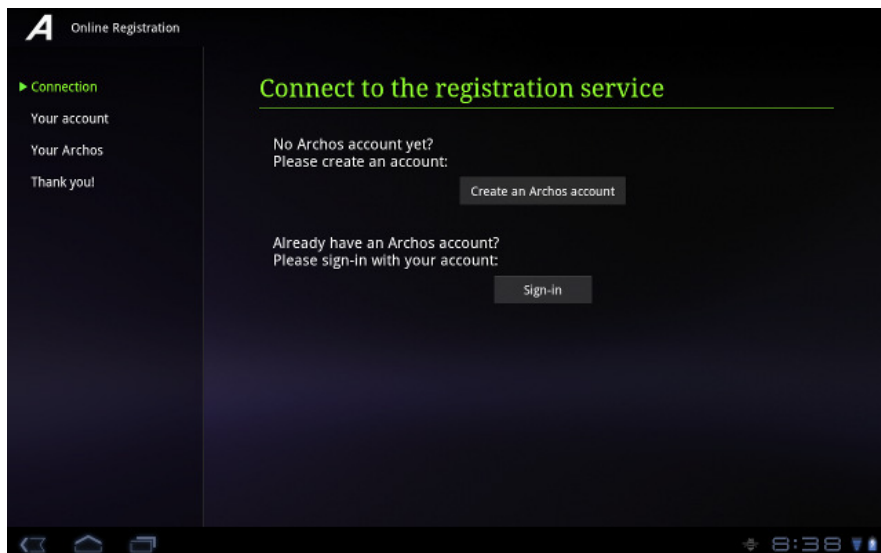 A Online Registration
Connection
Your account
Your Archos
Thank you!
Connect to the registration service
No Archos account yet?
Please create an account:
Create an Archos account
Already have an Archos account?
Please sign-in with your account:
Sign-in
8:38